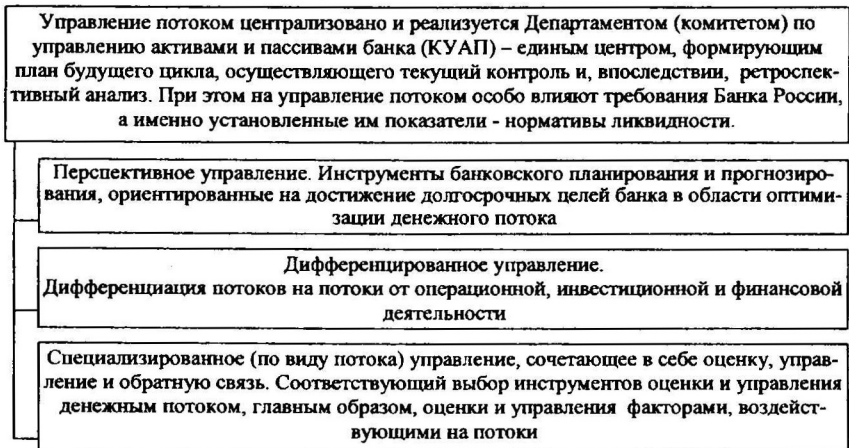 Управление потоком централизовано и реализуется Департаментом (комитетом) по
управлению активами и пассивами банка (КУАП) – единым центром, формирующим
план будущего цикла, осуществляющего текущий контроль и, впоследствии, ретроспек-
тивный анализ. При этом на управление потоком особо влияют требования Банка России,
а именно установленные им показатели - нормативы ликвидности.
Перспективное управление. Инструменты банковского планирования и прогнозиро-
вания, ориентированные на достижение долгосрочных целей банка в области оптими-
зации денежного потока
Дифференцированное управление.
Дифференциация потоков на потоки от операционной, инвестиционной и финансовой
деятельности
Специализированное (по виду потока) управление, сочетающее в себе оценку, управ-
ление и обратную связь. Соответствующий выбор инструментов оценки и управления
денежным потоком, главным образом, оценки и управления факторами, воздейст-
вующими на потоки